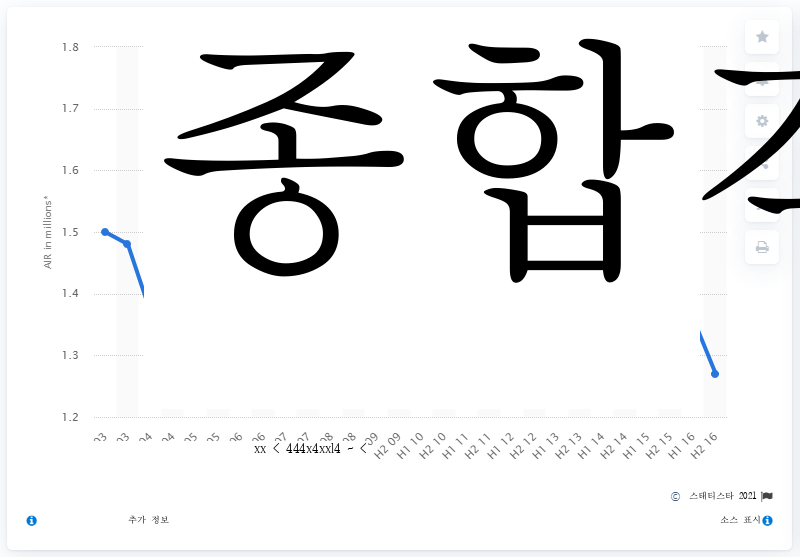 1.8
종합
1.7
1.6
1.5
1.4
1.3
1.2
AIR in millions*
03 03 04 04 05 05 06 06 07 07 08 08 09 H2 09 H1 10 H2 10 H1 11 H2 11 H1 12 H2 12 H1 13 H2 13 H1 14 H2 14 H1 15 H2 15 H1 16 H2 16
xx < 444x4xxl4 ~ <
© 스태티스타 2021
추가 정보
소스 표시